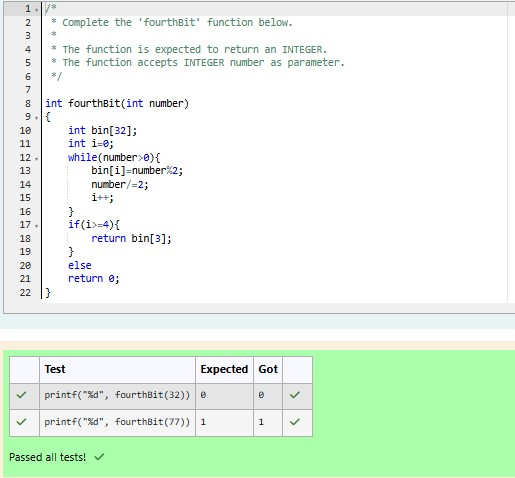 1 /*
2  * Complete the 'fourthBit' function below.
3  *
4  * The function is expected to return an INTEGER.
5  * The function accepts INTEGER number as parameter.
6  */
7
8 int fourthBit(int number)
9 {
10     int bin[32];
11     int i=0;
12     while(number>0){
13         bin[i]=number%2;
14         number/=2;
15         i++;
16     }
17     if(i>=4){
18         return bin[3];
19     }
20     else
21     return 0;
22 }
Test Expected Got
printf("%d", fourthBit(32)) 0 0
printf("%d", fourthBit(77)) 1 1
Passed all tests!